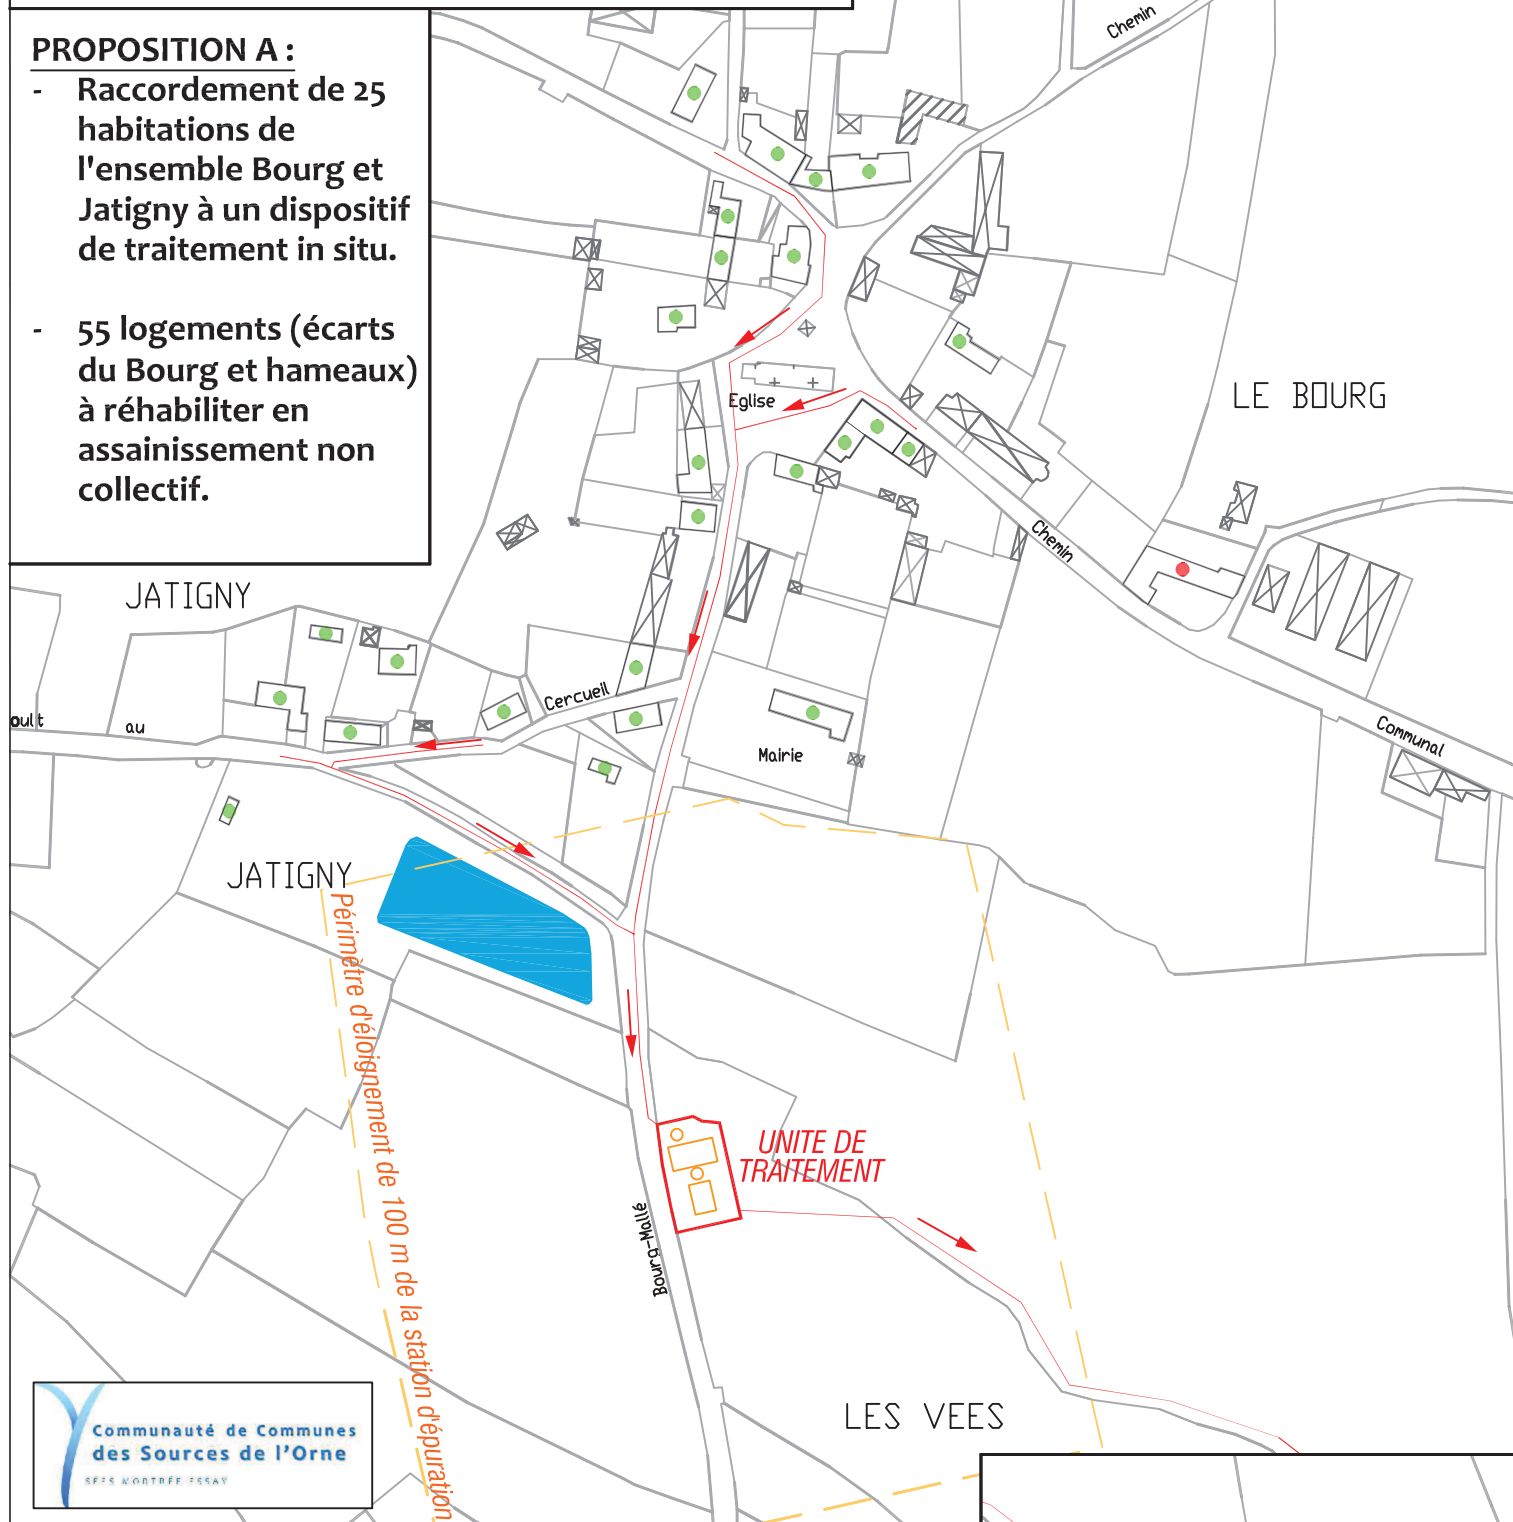 PROPOSITION A :
- Raccordement de 25
habitations de
l'ensemble Bourg et
Jatigny à un dispositif
de traitement in situ.
- 55 logements (écarts
du Bourg et hameaux)
à réhabiliter en
assainissement non
collectif.
Chemin
LE BOURG
Eglise
Chemin
JATIGNY
Cercueil
oult
au
Mairie
Communal
JATIGNY
Périmètre d'éloignement de 100 m de la station d'épuration
UNITE DE
TRAITEMENT
Bourg-Mallé
LES VEES
Communauté de Communes
des Sources de l'Orne
SÉES MORTRÉE ESSAY